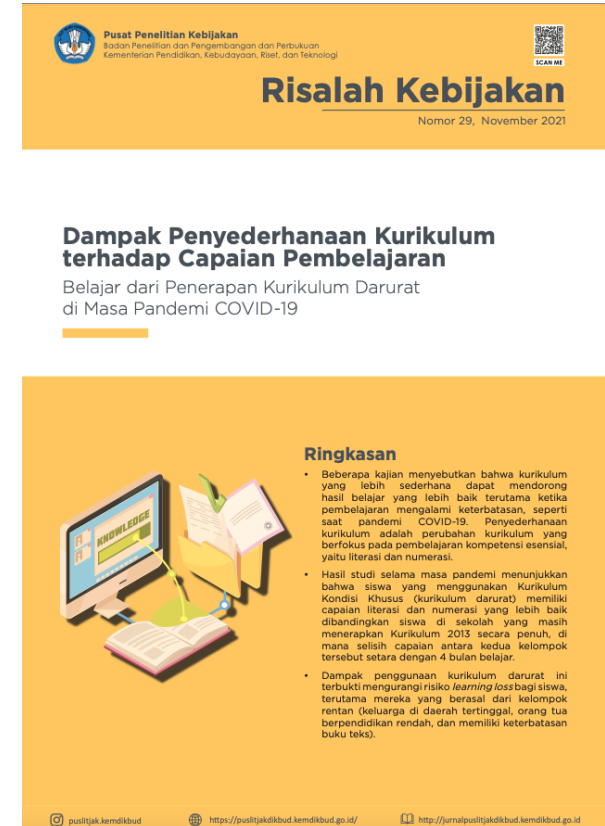 Pusat Penelitian Kebijakan
Badan Penelitian dan Pengembangan dan Perbukuan
Kementerian Pendidikan, Kebudayaan, Riset, dan Teknologi
SCAN ME
Risalah Kebijakan
Nomor 29, November 2021
Dampak Penyederhanaan Kurikulum
terhadap Capaian Pembelajaran
Belajar dari Penerapan Kurikulum Darurat
di Masa Pandemi COVID-19
KNOWLEDGE
Ringkasan
• Beberapa kajian menyebutkan bahwa kurikulum
yang lebih sederhana dapat mendorong
hasil belajar yang lebih baik terutama ketika
pembelajaran mengalami keterbatasan, seperti
saat pandemi COVID-19. Penyederhanaan
kurikulum adalah perubahan kurikulum yang
berfokus pada pembelajaran kompetensi esensial,
yaitu literasi dan numerasi.
• Hasil studi selama masa pandemi menunjukkan
bahwa siswa yang menggunakan Kurikulum
Kondisi Khusus (kurikulum darurat) memiliki
capaian literasi dan numerasi yang lebih baik
dibandingkan siswa di sekolah yang masih
menerapkan Kurikulum 2013 secara penuh, di
mana selisih capaian antara kedua kelompok
tersebut setara dengan 4 bulan belajar.
• Dampak penggunaan kurikulum darurat ini
terbukti mengurangi risiko learning loss bagi siswa,
terutama mereka yang berasal dari kelompok
rentan (keluarga di daerah tertinggal, orang tua
berpendidikan rendah, dan memiliki keterbatasan
buku teks).
puslitjak.kemdikbud
https://puslitjakdikbud.kemdikbud.go.id/
http://jurnalpuslitjakdikbud.kemdikbud.go.id